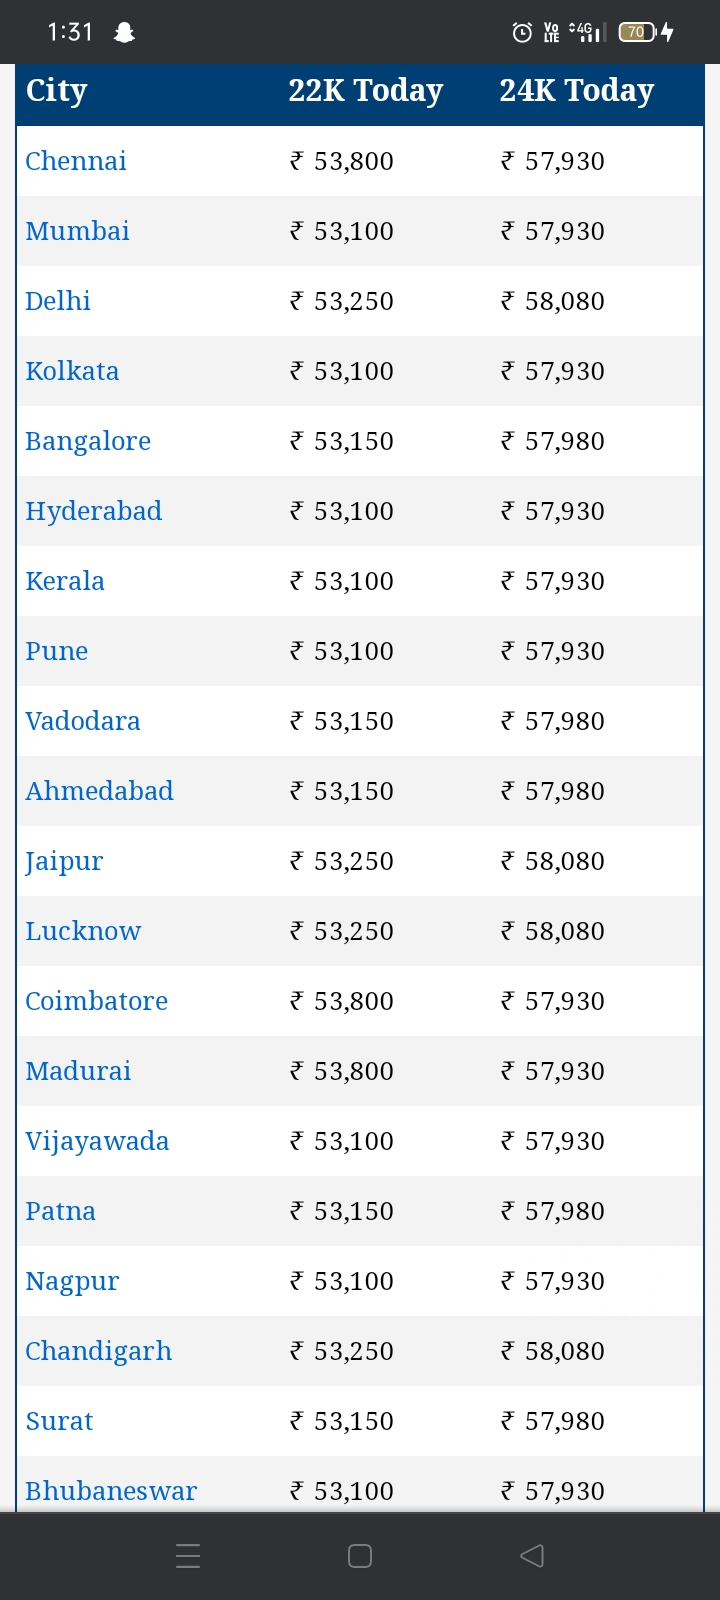 1:31 Vo LTE 4G 70
City 22K Today 24K Today
Chennai ₹ 53,800 ₹ 57,930
Mumbai ₹ 53,100 ₹ 57,930
Delhi ₹ 53,250 ₹ 58,080
Kolkata ₹ 53,100 ₹ 57,930
Bangalore ₹ 53,150 ₹ 57,980
Hyderabad ₹ 53,100 ₹ 57,930
Kerala ₹ 53,100 ₹ 57,930
Pune ₹ 53,100 ₹ 57,930
Vadodara ₹ 53,150 ₹ 57,980
Ahmedabad ₹ 53,150 ₹ 57,980
Jaipur ₹ 53,250 ₹ 58,080
Lucknow ₹ 53,250 ₹ 58,080
Coimbatore ₹ 53,800 ₹ 57,930
Madurai ₹ 53,800 ₹ 57,930
Vijayawada ₹ 53,100 ₹ 57,930
Patna ₹ 53,150 ₹ 57,980
Nagpur ₹ 53,100 ₹ 57,930
Chandigarh ₹ 53,250 ₹ 58,080
Surat ₹ 53,150 ₹ 57,980
Bhubaneswar ₹ 53,100 ₹ 57,930